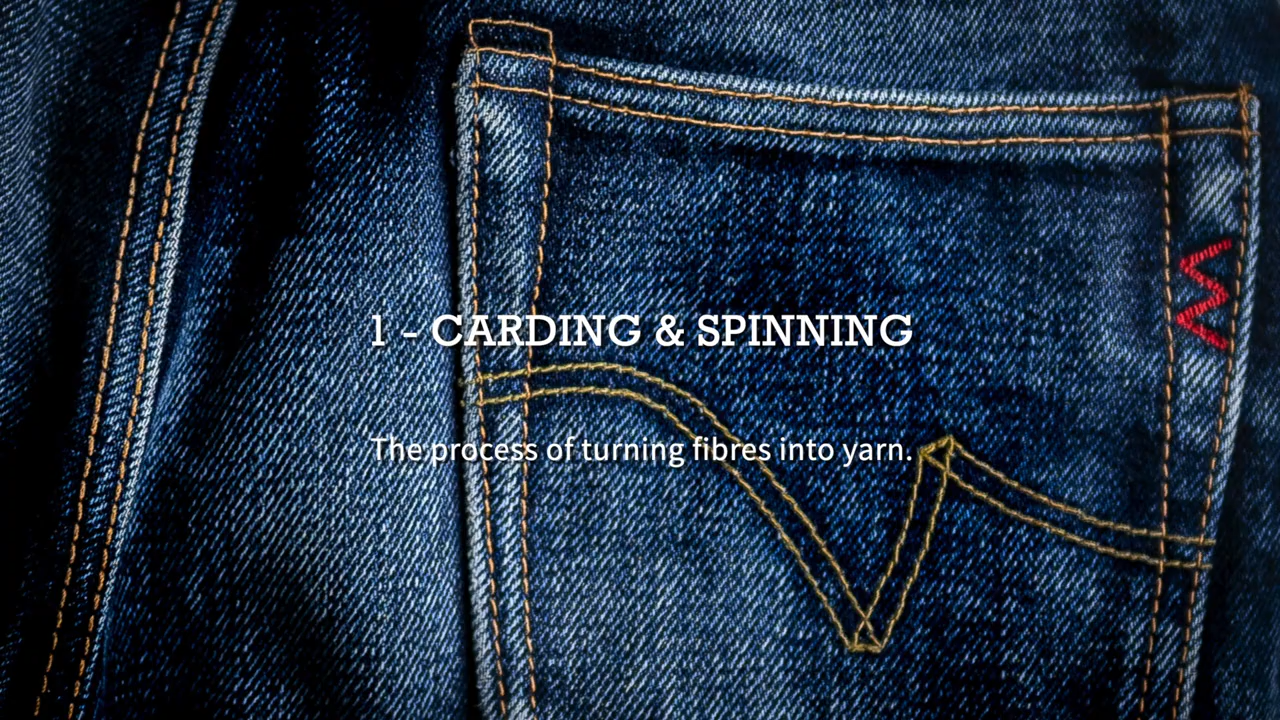 1 - CARDING & SPINNING
The process of turning fibres into yarn.
W